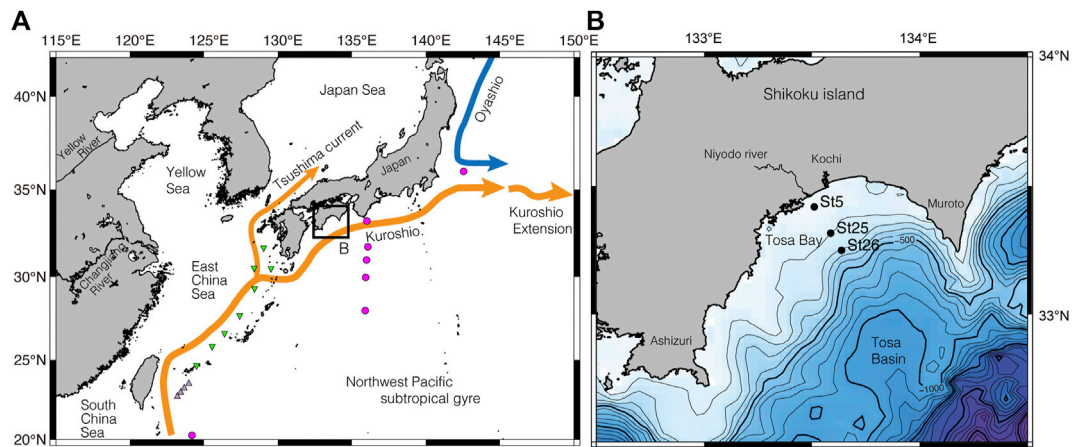 A
115°E 120°E 125°E 130°E 135°E 140°E 145°E 150°E
40°N
35°N
30°N
25°N
20°N
Japan Sea
Oyashio
Yellow
River
Yellow
Sea
Tsushima current
Japan
Kuroshio
Extension
Kuroshio
B
Changjiang
River
East
China
Sea
Northwest Pacific
subtropical gyre
South
China
Sea
B
133°E 134°E
34°N
33°N
Shikoku island
Niyodo river
Kochi
St5
Muroto
St25
Tosa Bay
St26
-500
Ashizuri
Tosa
Basin
-1000